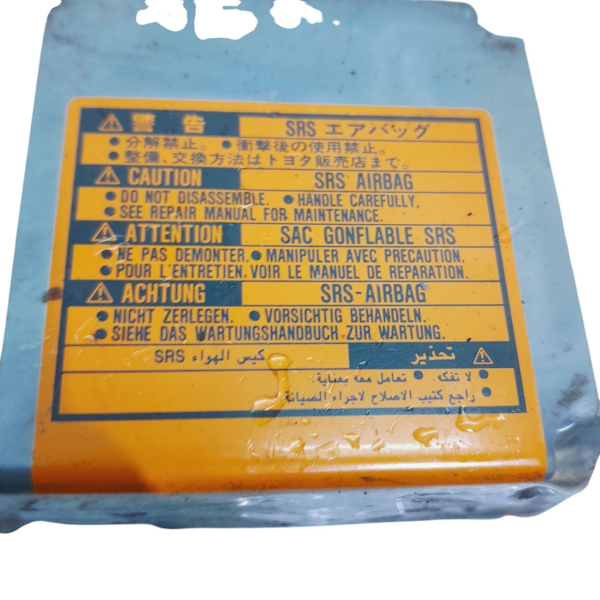 警告 SRS エアバッグ
● 分解禁止。 ● 衝撃後の使用禁止。
● 整備、交換方法はトヨタ販売店まで。
CAUTION SRS AIRBAG
● DO NOT DISASSEMBLE. ● HANDLE CAREFULLY.
● SEE REPAIR MANUAL FOR MAINTENANCE.
ATTENTION SAC GONFLABLE SRS
● NE PAS DEMONTER. ● MANIPULER AVEC PRECAUTION.
● POUR L'ENTRETIEN, VOIR LE MANUEL DE REPARATION.
ACHTUNG SRS-AIRBAG
● NICHT ZERLEGEN. ● VORSICHTIG BEHANDELN.
● SIEHE DAS WARTUNGSHANDBUCH ZUR WARTUNG.
تحذير كيس الهواء SRS
● لا تفكه. ● تعامل معه بعناية.
● راجع كتيب الاصلاح لاجراء الصيانة